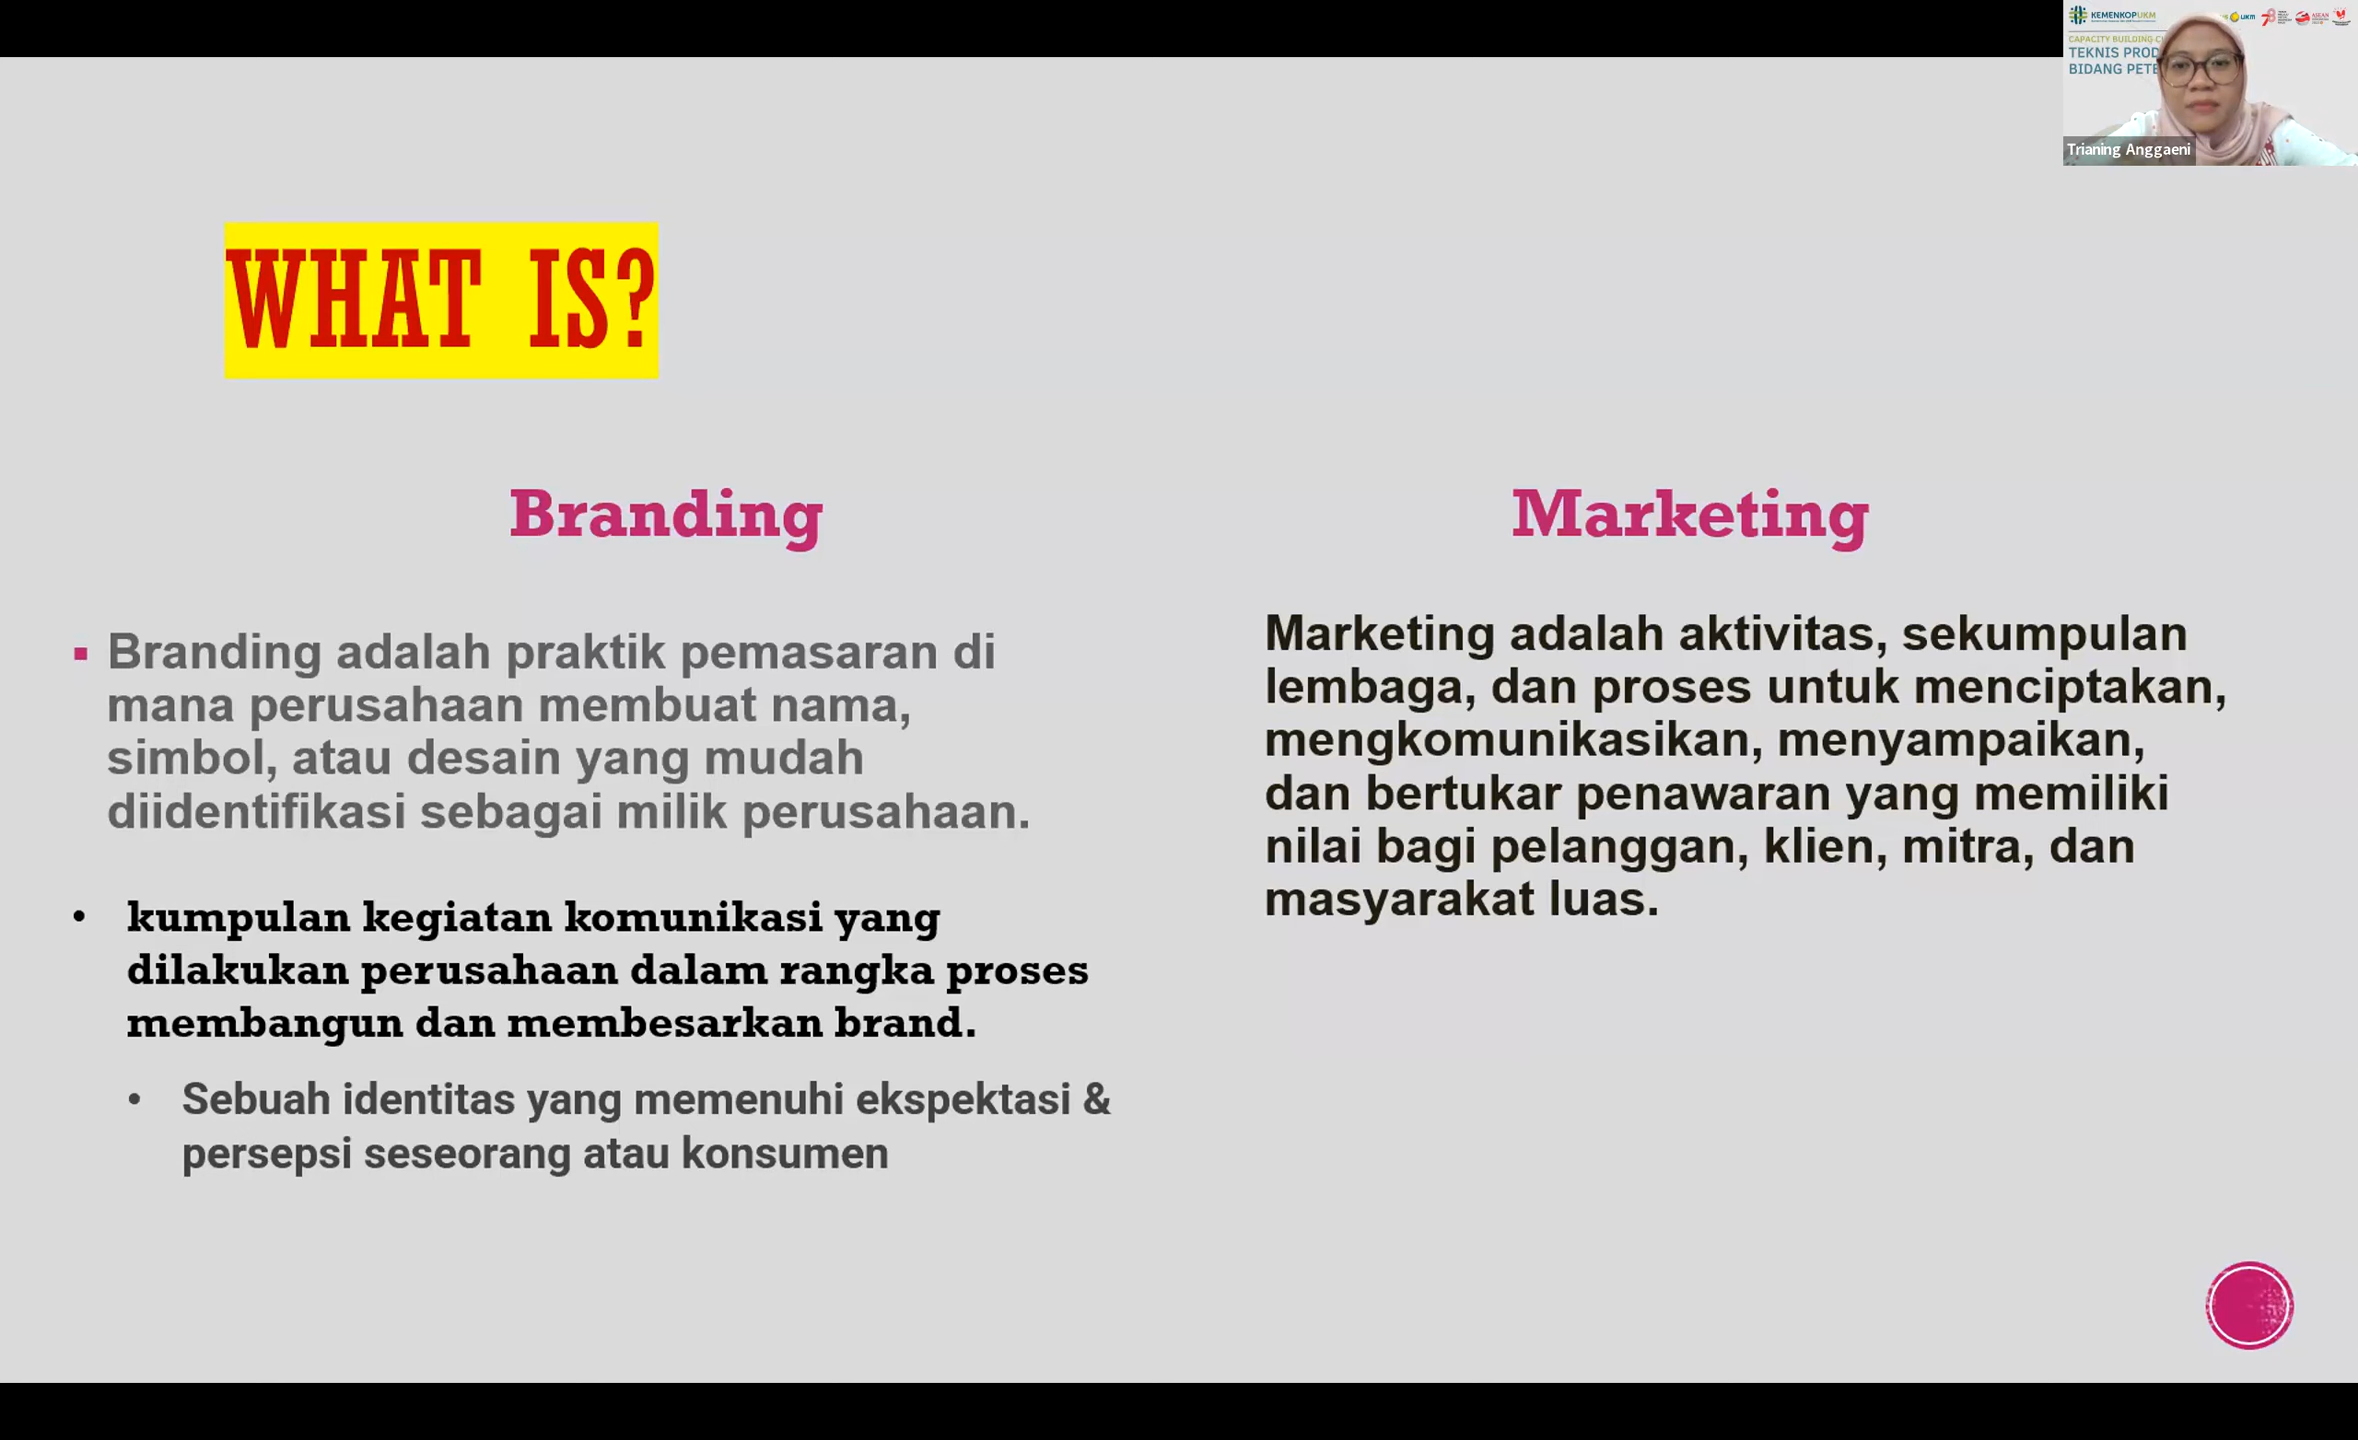 KEMENKOPUKM
UKM
CAPACITY BUILDING
TEKNIS PROD
BIDANG PETE
Trianing Anggaeni
WHAT IS?
Branding
Branding adalah praktik pemasaran di
mana perusahaan membuat nama,
simbol, atau desain yang mudah
diidentifikasi sebagai milik perusahaan.
kumpulan kegiatan komunikasi yang
dilakukan perusahaan dalam rangka proses
membangun dan membesarkan brand.
Sebuah identitas yang memenuhi ekspektasi &
persepsi seseorang atau konsumen
Marketing
Marketing adalah aktivitas, sekumpulan
lembaga, dan proses untuk menciptakan,
mengkomunikasikan, menyampaikan,
dan bertukar penawaran yang memiliki
nilai bagi pelanggan, klien, mitra, dan
masyarakat luas.